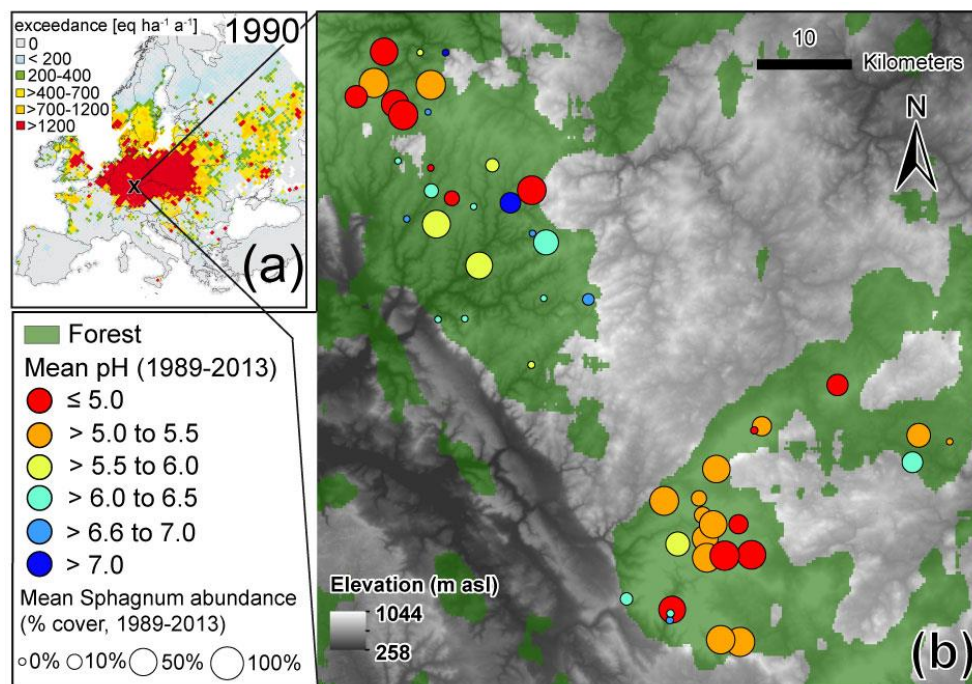 exceedance [eq ha⁻¹ a⁻¹]
1990
0
< 200
200-400
>400-700
>700-1200
>1200
x
(a)
Forest
Mean pH (1989-2013)
≤ 5.0
> 5.0 to 5.5
> 5.5 to 6.0
> 6.0 to 6.5
> 6.6 to 7.0
> 7.0
Mean Sphagnum abundance
(% cover, 1989-2013)
0% 10% 50% 100%
10
Kilometers
N
Elevation (m asl)
1044
258
(b)